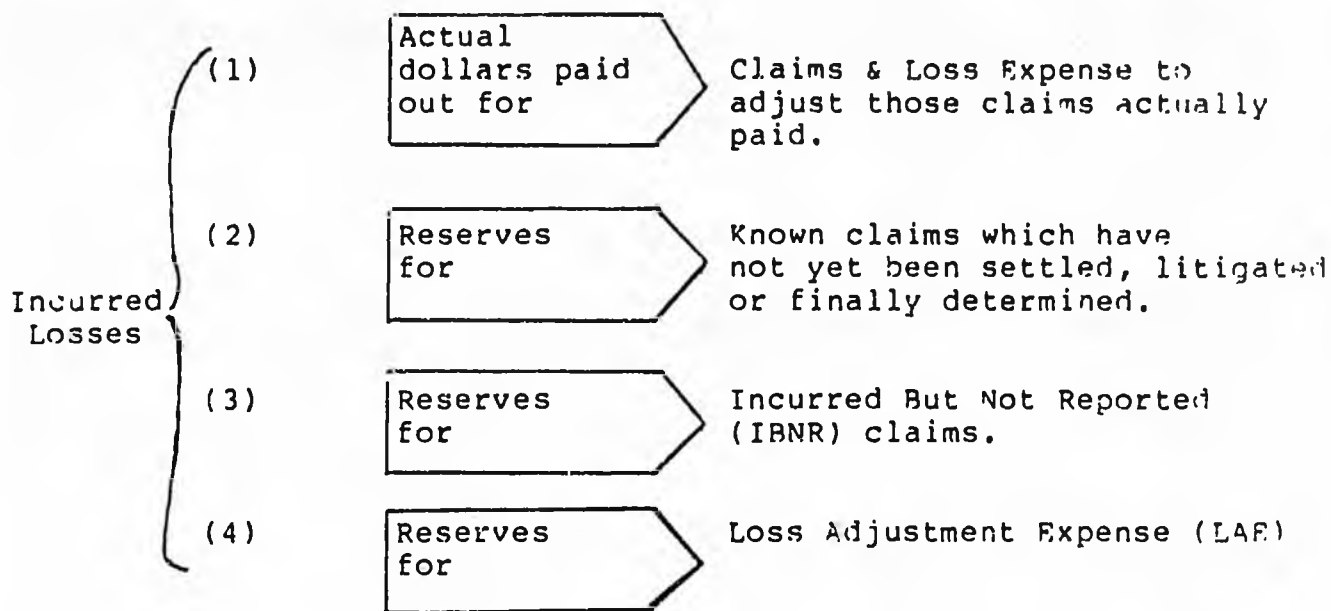 (1) Actual
dollars paid
out for
Claims & Loss Expense to
adjust those claims actually
paid.
(2) Reserves
for
Known claims which have
not yet been settled, litigated
or finally determined.
Incurred
Losses
(3) Reserves
for
Incurred But Not Reported
(IBNR) claims.
(4) Reserves
for
Loss Adjustment Expense (LAE)